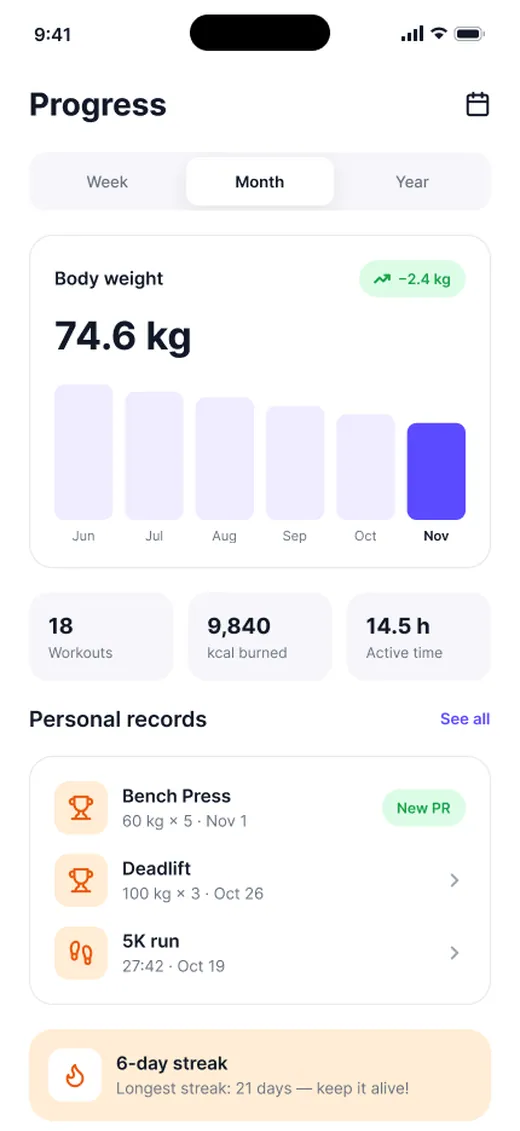 9:41
Progress
Week
Month
Year
Body weight
−2.4 kg
74.6 kg
Jun
Jul
Aug
Sep
Oct
Nov
18
Workouts
9,840
kcal burned
14.5 h
Active time
Personal records
See all
Bench Press
60 kg × 5 · Nov 1
New PR
Deadlift
100 kg × 3 · Oct 26
5K run
27:42 · Oct 19
6-day streak
Longest streak: 21 days — keep it alive!